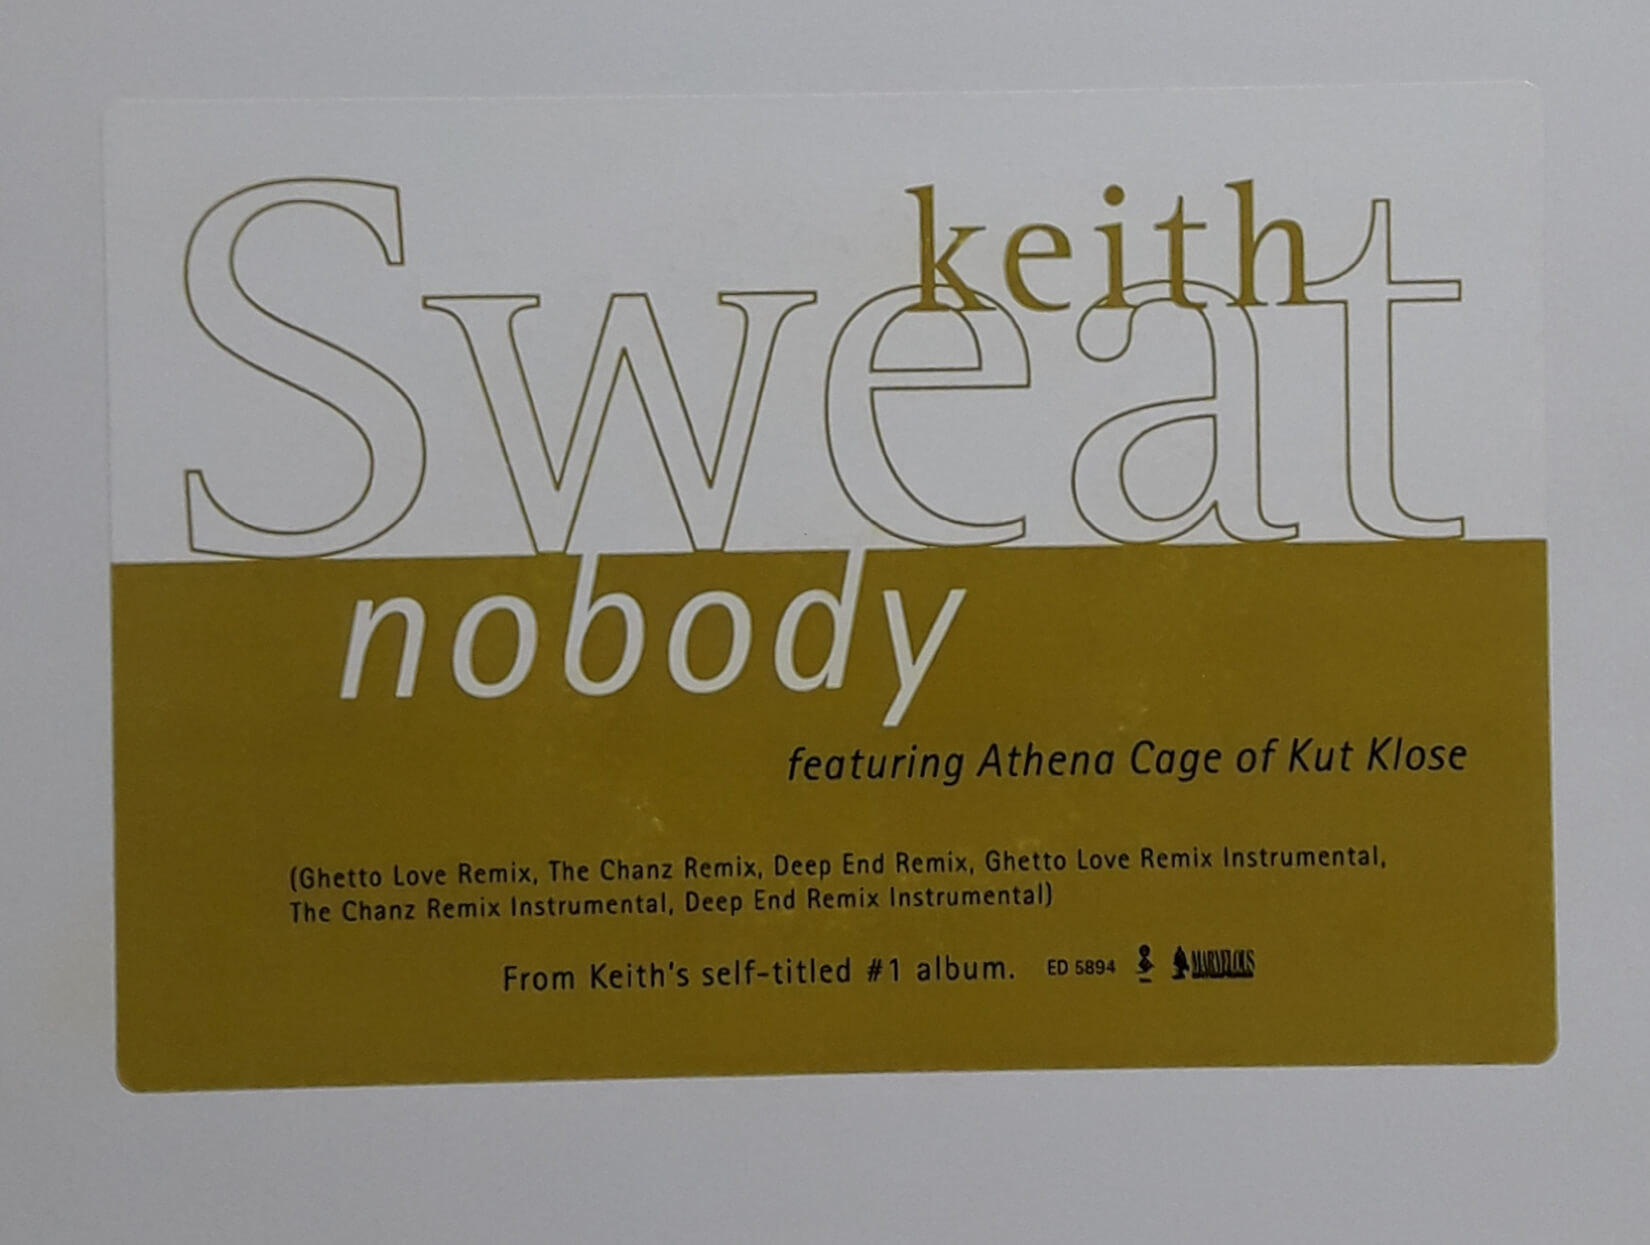 keith
Sweat
nobody
featuring Athena Cage of Kut Klose
(Ghetto Love Remix, The Chanz Remix, Deep End Remix, Ghetto Love Remix Instrumental,
The Chanz Remix Instrumental, Deep End Remix Instrumental)
From Keith's self-titled #1 album. ED 5894 MARVELOUS